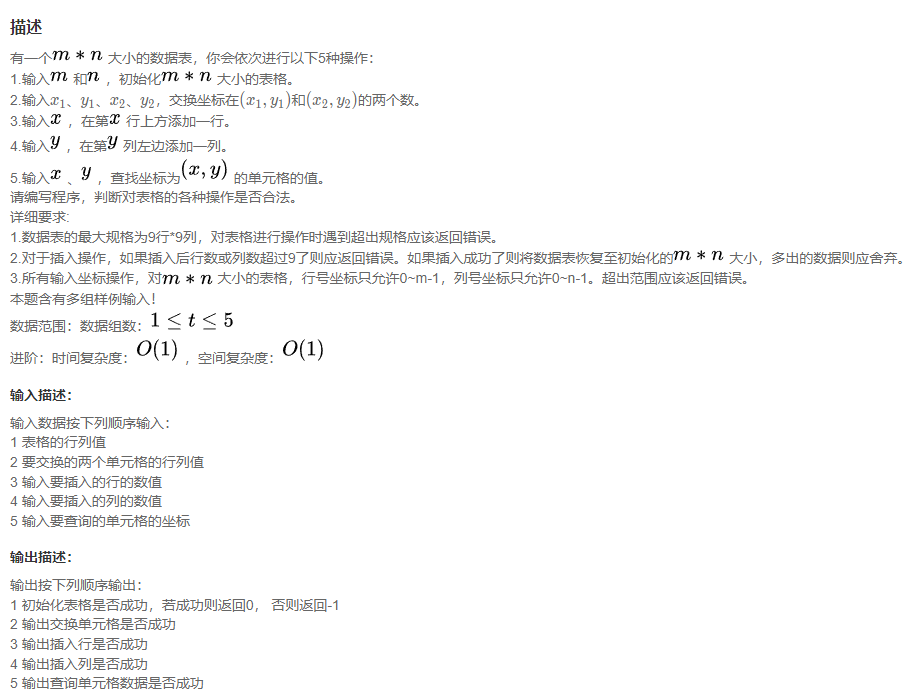 描述
有一个m * n 大小的数据表，你会依次进行以下5种操作：
1.输入m 和n ，初始化m * n 大小的表格。
2.输入x₁、y₁、x₂、y₂，交换坐标在(x₁, y₁)和(x₂, y₂)的两个数。
3.输入x ，在第x 行上方添加一行。
4.输入y ，在第y 列左边添加一列。
5.输入x 、y ，查找坐标为(x, y) 的单元格的值。
请编写程序，判断对表格的各种操作是否合法。
详细要求:
1.数据表的最大规格为9行*9列，对表格进行操作时遇到超出规格应该返回错误。
2.对于插入操作，如果插入后行数或列数超过9了则应返回错误。如果插入成功了则将数据表恢复至初始化的m * n 大小，多出的数据则应舍弃。
3.所有输入坐标操作，对m * n 大小的表格，行号坐标只允许0~m-1，列号坐标只允许0~n-1。超出范围应该返回错误。
本题含有多组样例输入！
数据范围：数据组数：1 ≤ t ≤ 5
进阶：时间复杂度：O(1) ，空间复杂度：O(1)
输入描述：
输入数据按下列顺序输入：
1 表格的行列值
2 要交换的两个单元格的行列值
3 输入要插入的行的数值
4 输入要插入的列的数值
5 输入要查询的单元格的坐标
输出描述：
输出按下列顺序输出：
1 初始化表格是否成功，若成功则返回0， 否则返回-1
2 输出交换单元格是否成功
3 输出插入行是否成功
4 输出插入列是否成功
5 输出查询单元格数据是否成功